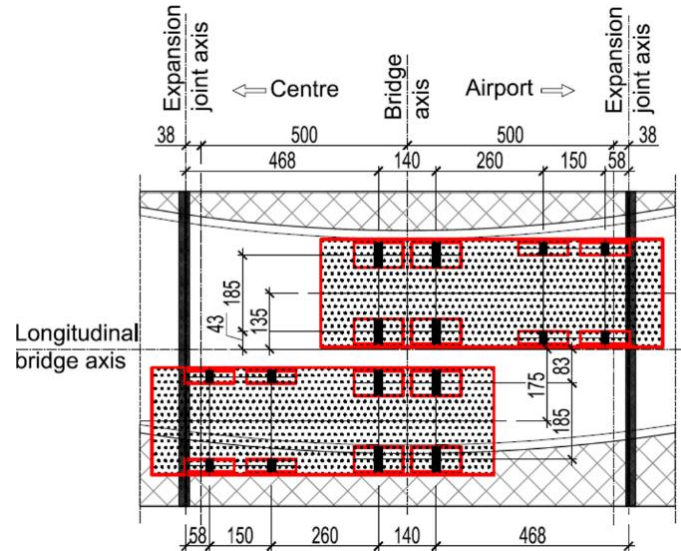 Expansion
joint axis
Centre
Bridge
axis
Airport
Expansion
joint axis
38 500 500 38
468 140 260 150 58
185
43
135
Longitudinal
bridge axis
175
83
185
58 150 260 140 468